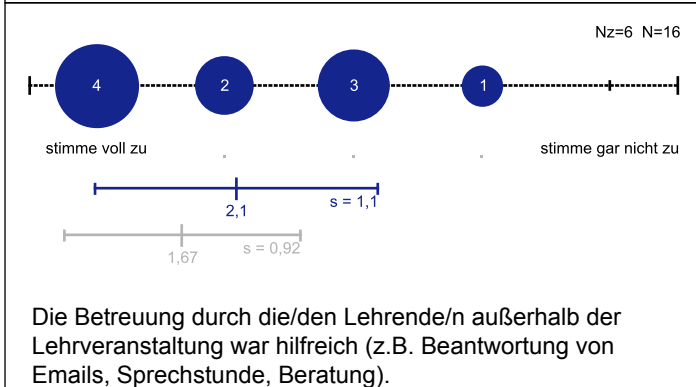 Nz=6 N=16
4 2 3 1
stimme voll zu stimme gar nicht zu
s = 1,1
2,1
s = 0,92
1,67
Die Betreuung durch die/den Lehrende/n außerhalb der
Lehrveranstaltung war hilfreich (z.B. Beantwortung von
Emails, Sprechstunde, Beratung).